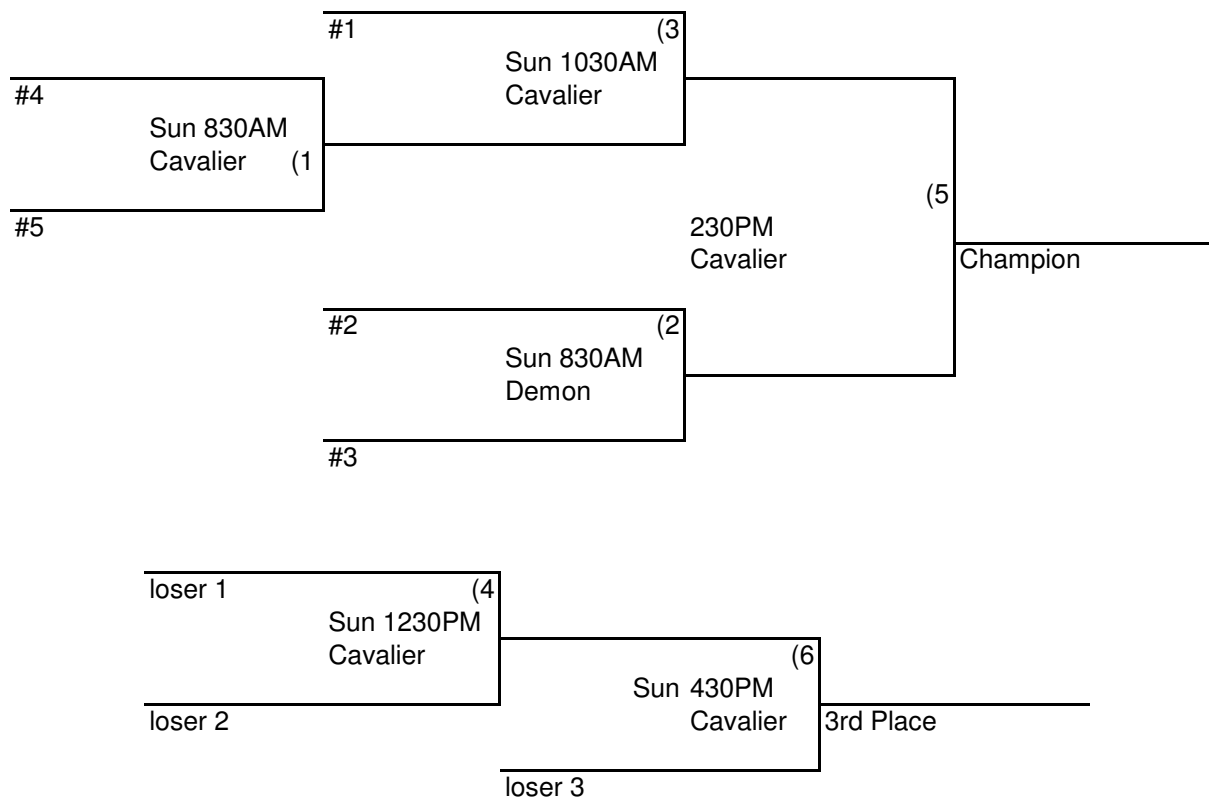 #1 (3
Sun 1030AM
Cavalier
#4
Sun 830AM
Cavalier (1
#5
(5
230PM
Cavalier
Champion
#2 (2
Sun 830AM
Demon
#3
loser 1 (4
Sun 1230PM
Cavalier
(6
Sun 430PM
Cavalier
loser 2
3rd Place
loser 3